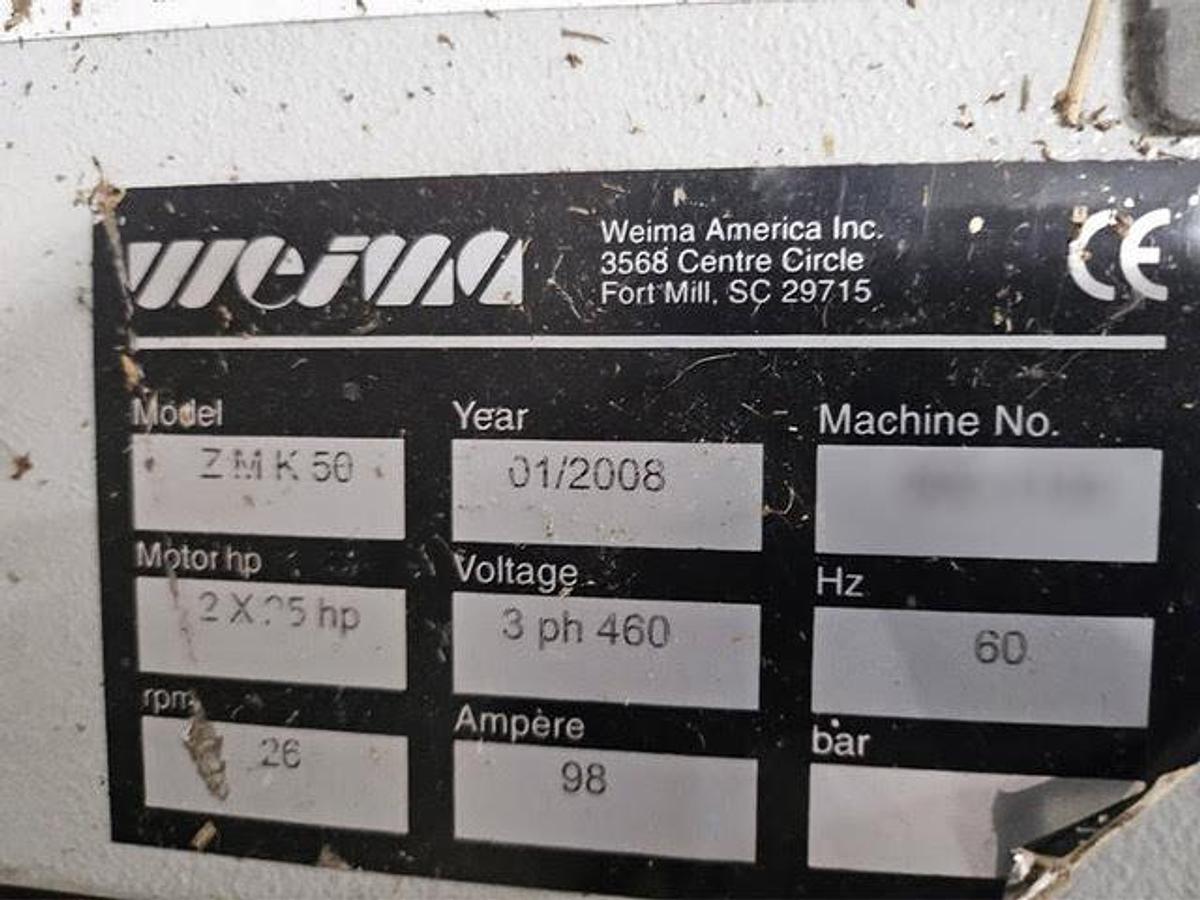 weima
Weima America Inc.
3568 Centre Circle
Fort Mill, SC 29715
CE
Model
Year
Machine No.
Z M K 50
01/2008
Motor hp
Voltage
Hz
2 X 25 hp
3 ph 460
60
rpm
Ampère
bar
26
98